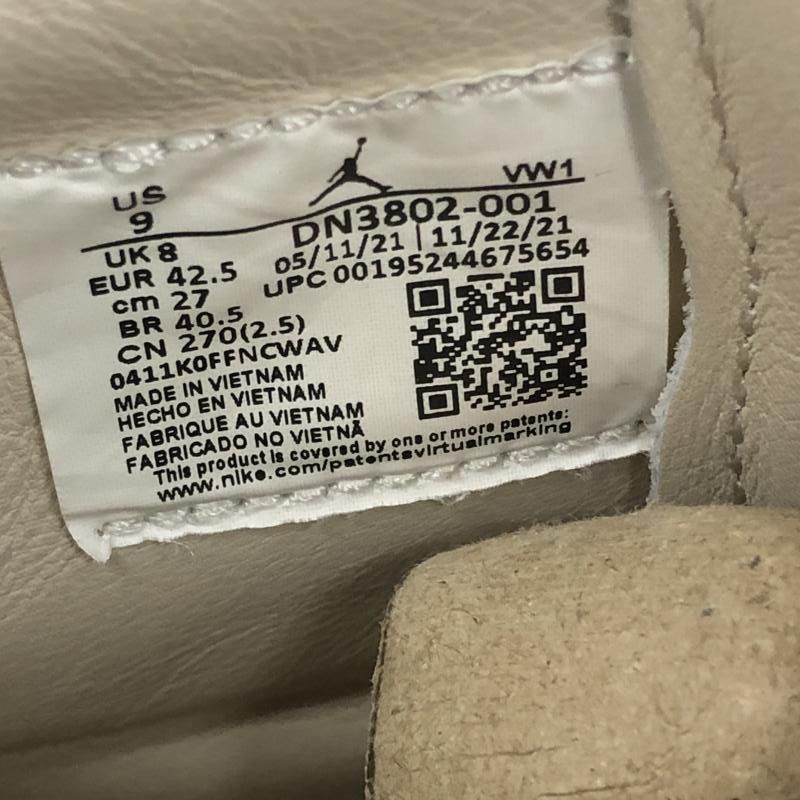 US
9
VW1
UK 8
DN3802-001
EUR 42.5
05/11/21 | 11/22/21
cm 27
UPC 00195244675654
BR 40.5
CN 270(2.5)
0411K0FFNCWAV
MADE IN VIETNAM
HECHO EN VIETNAM
FABRIQUE AU VIETNAM
FABRICADO NO VIETNÃ
This product is covered by one or more patents:
www.nike.com/patentsvirtualmarking